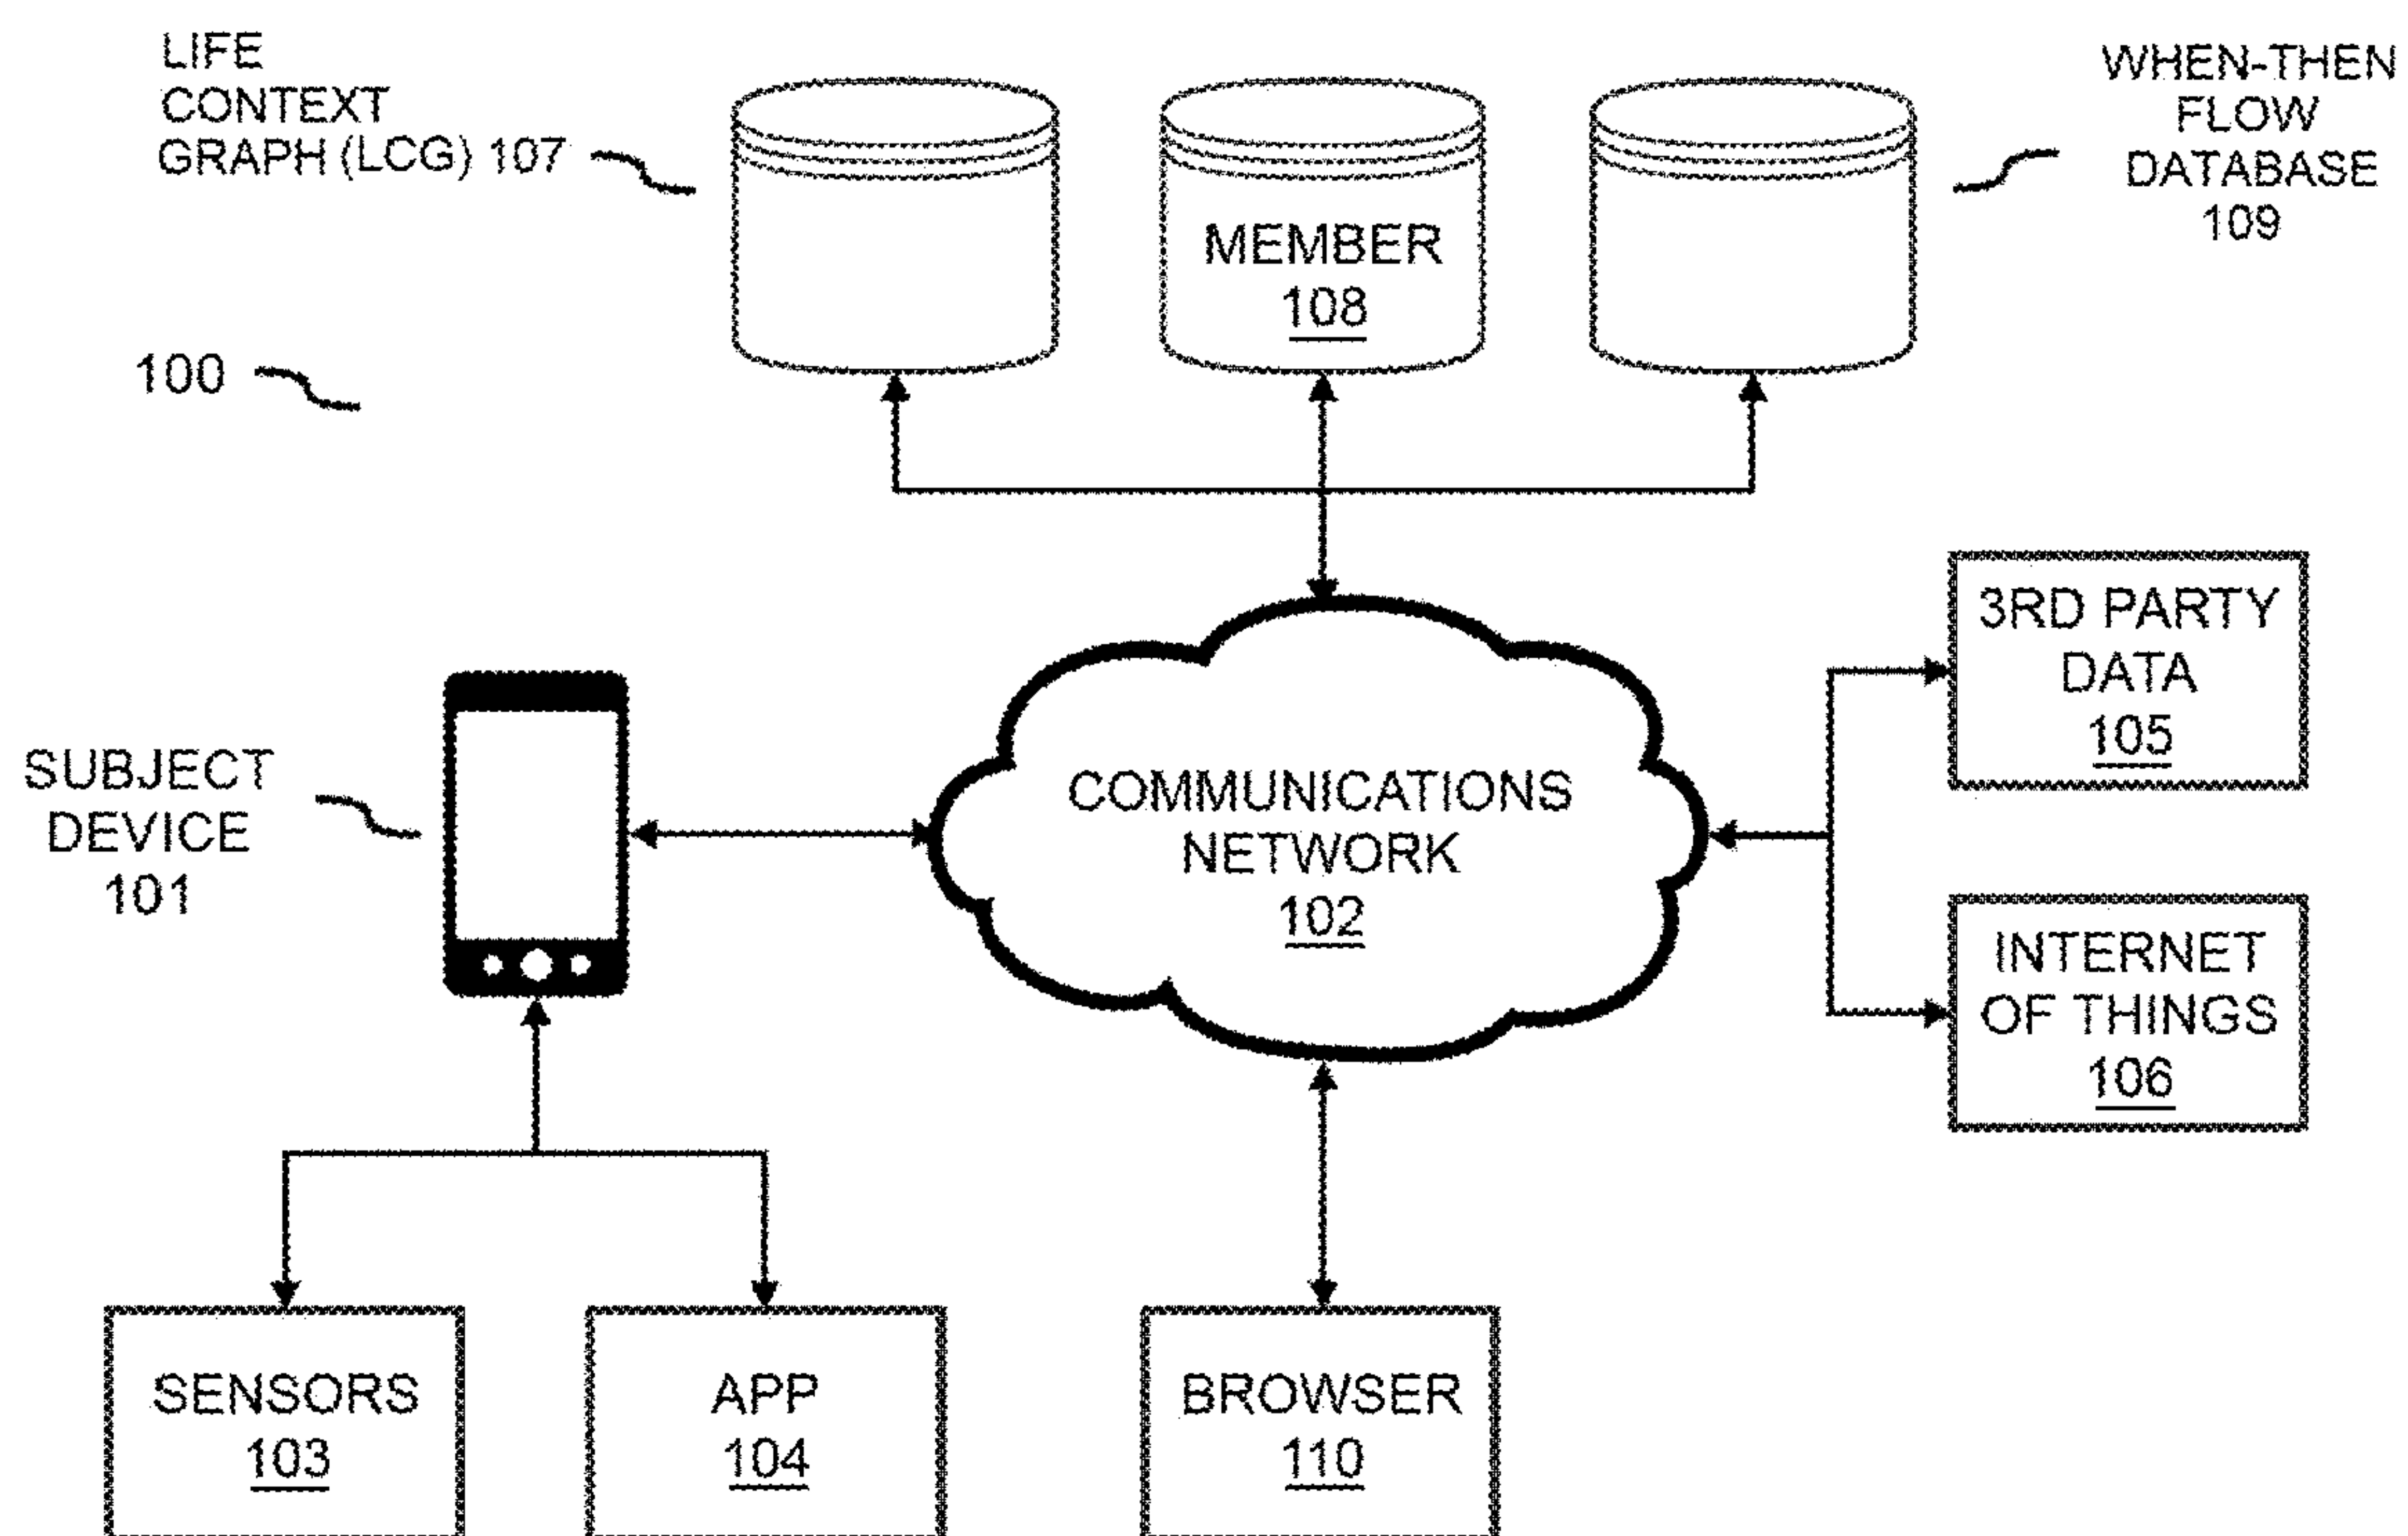 LIFE
CONTEXT
GRAPH (LCG) 107
WHEN-THEN
FLOW
DATABASE
109
MEMBER
108
100
3RD PARTY
DATA
105
SUBJECT
DEVICE
101
COMMUNICATIONS
NETWORK
102
INTERNET
OF THINGS
106
SENSORS
103
APP
104
BROWSER
110